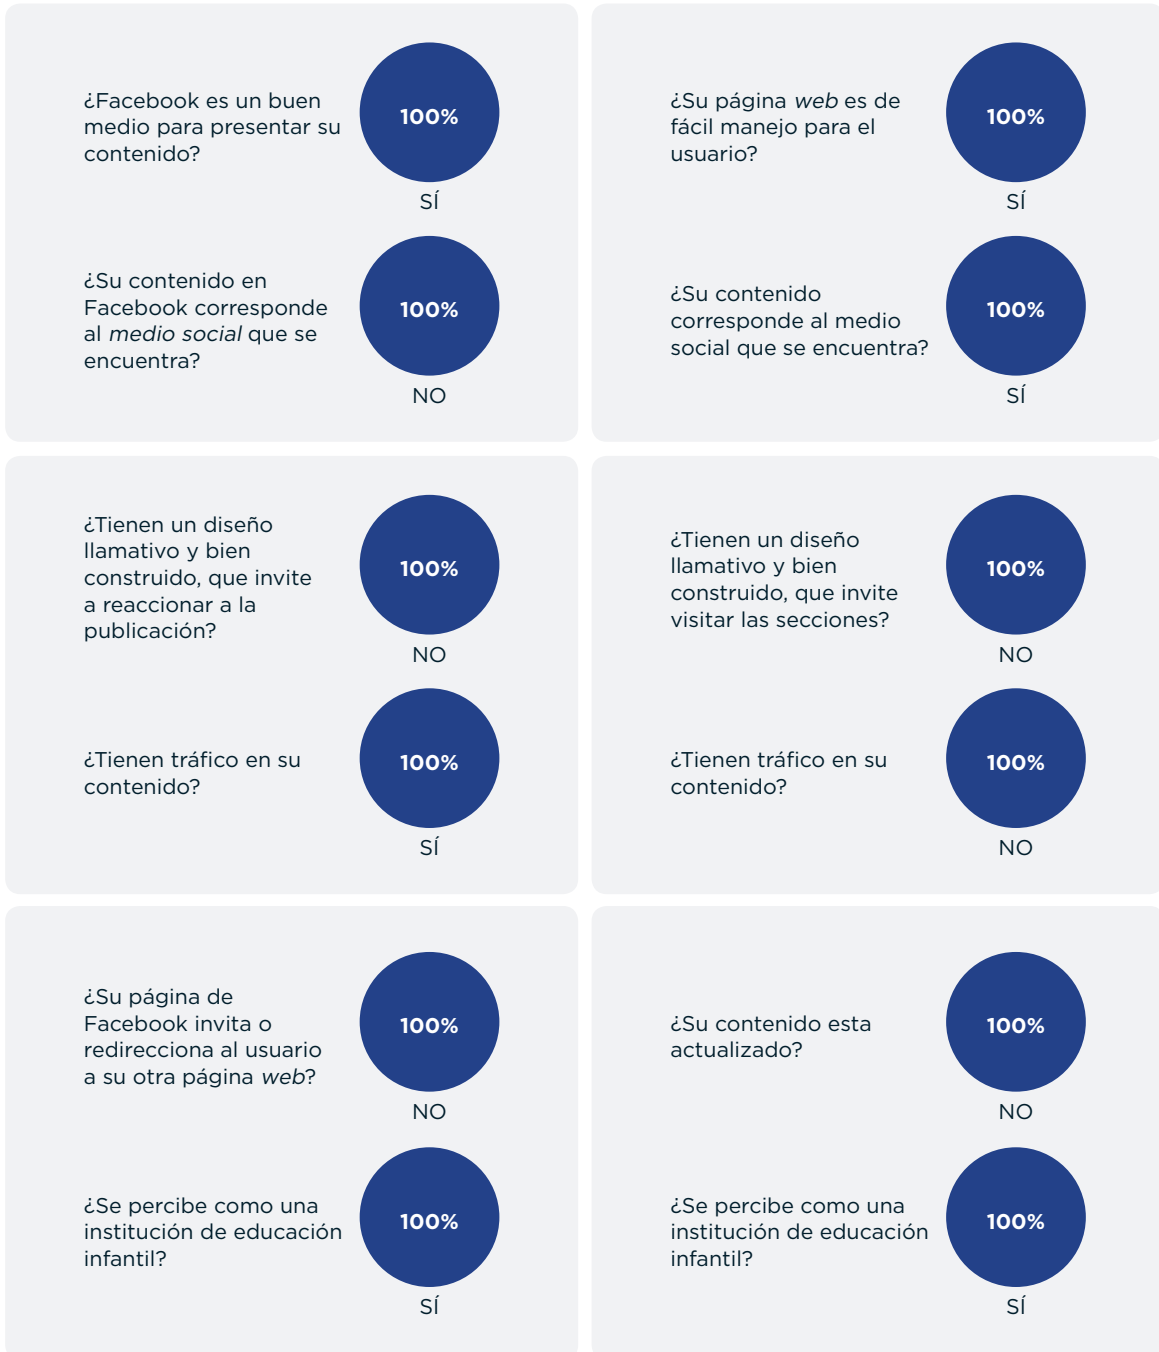 ¿Facebook es un buen
medio para presentar su
contenido?
100%
SÍ
¿Su contenido en
Facebook corresponde
al medio social que se
encuentra?
100%
NO
¿Su página web es de
fácil manejo para el
usuario?
100%
SÍ
¿Su contenido
corresponde al medio
social que se encuentra?
100%
SÍ
¿Tienen un diseño
llamativo y bien
construido, que invite
a reaccionar a la
publicación?
100%
NO
¿Tienen tráfico en su
contenido?
100%
SÍ
¿Tienen un diseño
llamativo y bien
construido, que invite
visitar las secciones?
100%
NO
¿Tienen tráfico en su
contenido?
100%
NO
¿Su página de
Facebook invita o
redirecciona al usuario
a su otra página web?
100%
NO
¿Se percibe como una
institución de educación
infantil?
100%
SÍ
¿Su contenido esta
actualizado?
100%
NO
¿Se percibe como una
institución de educación
infantil?
100%
SÍ